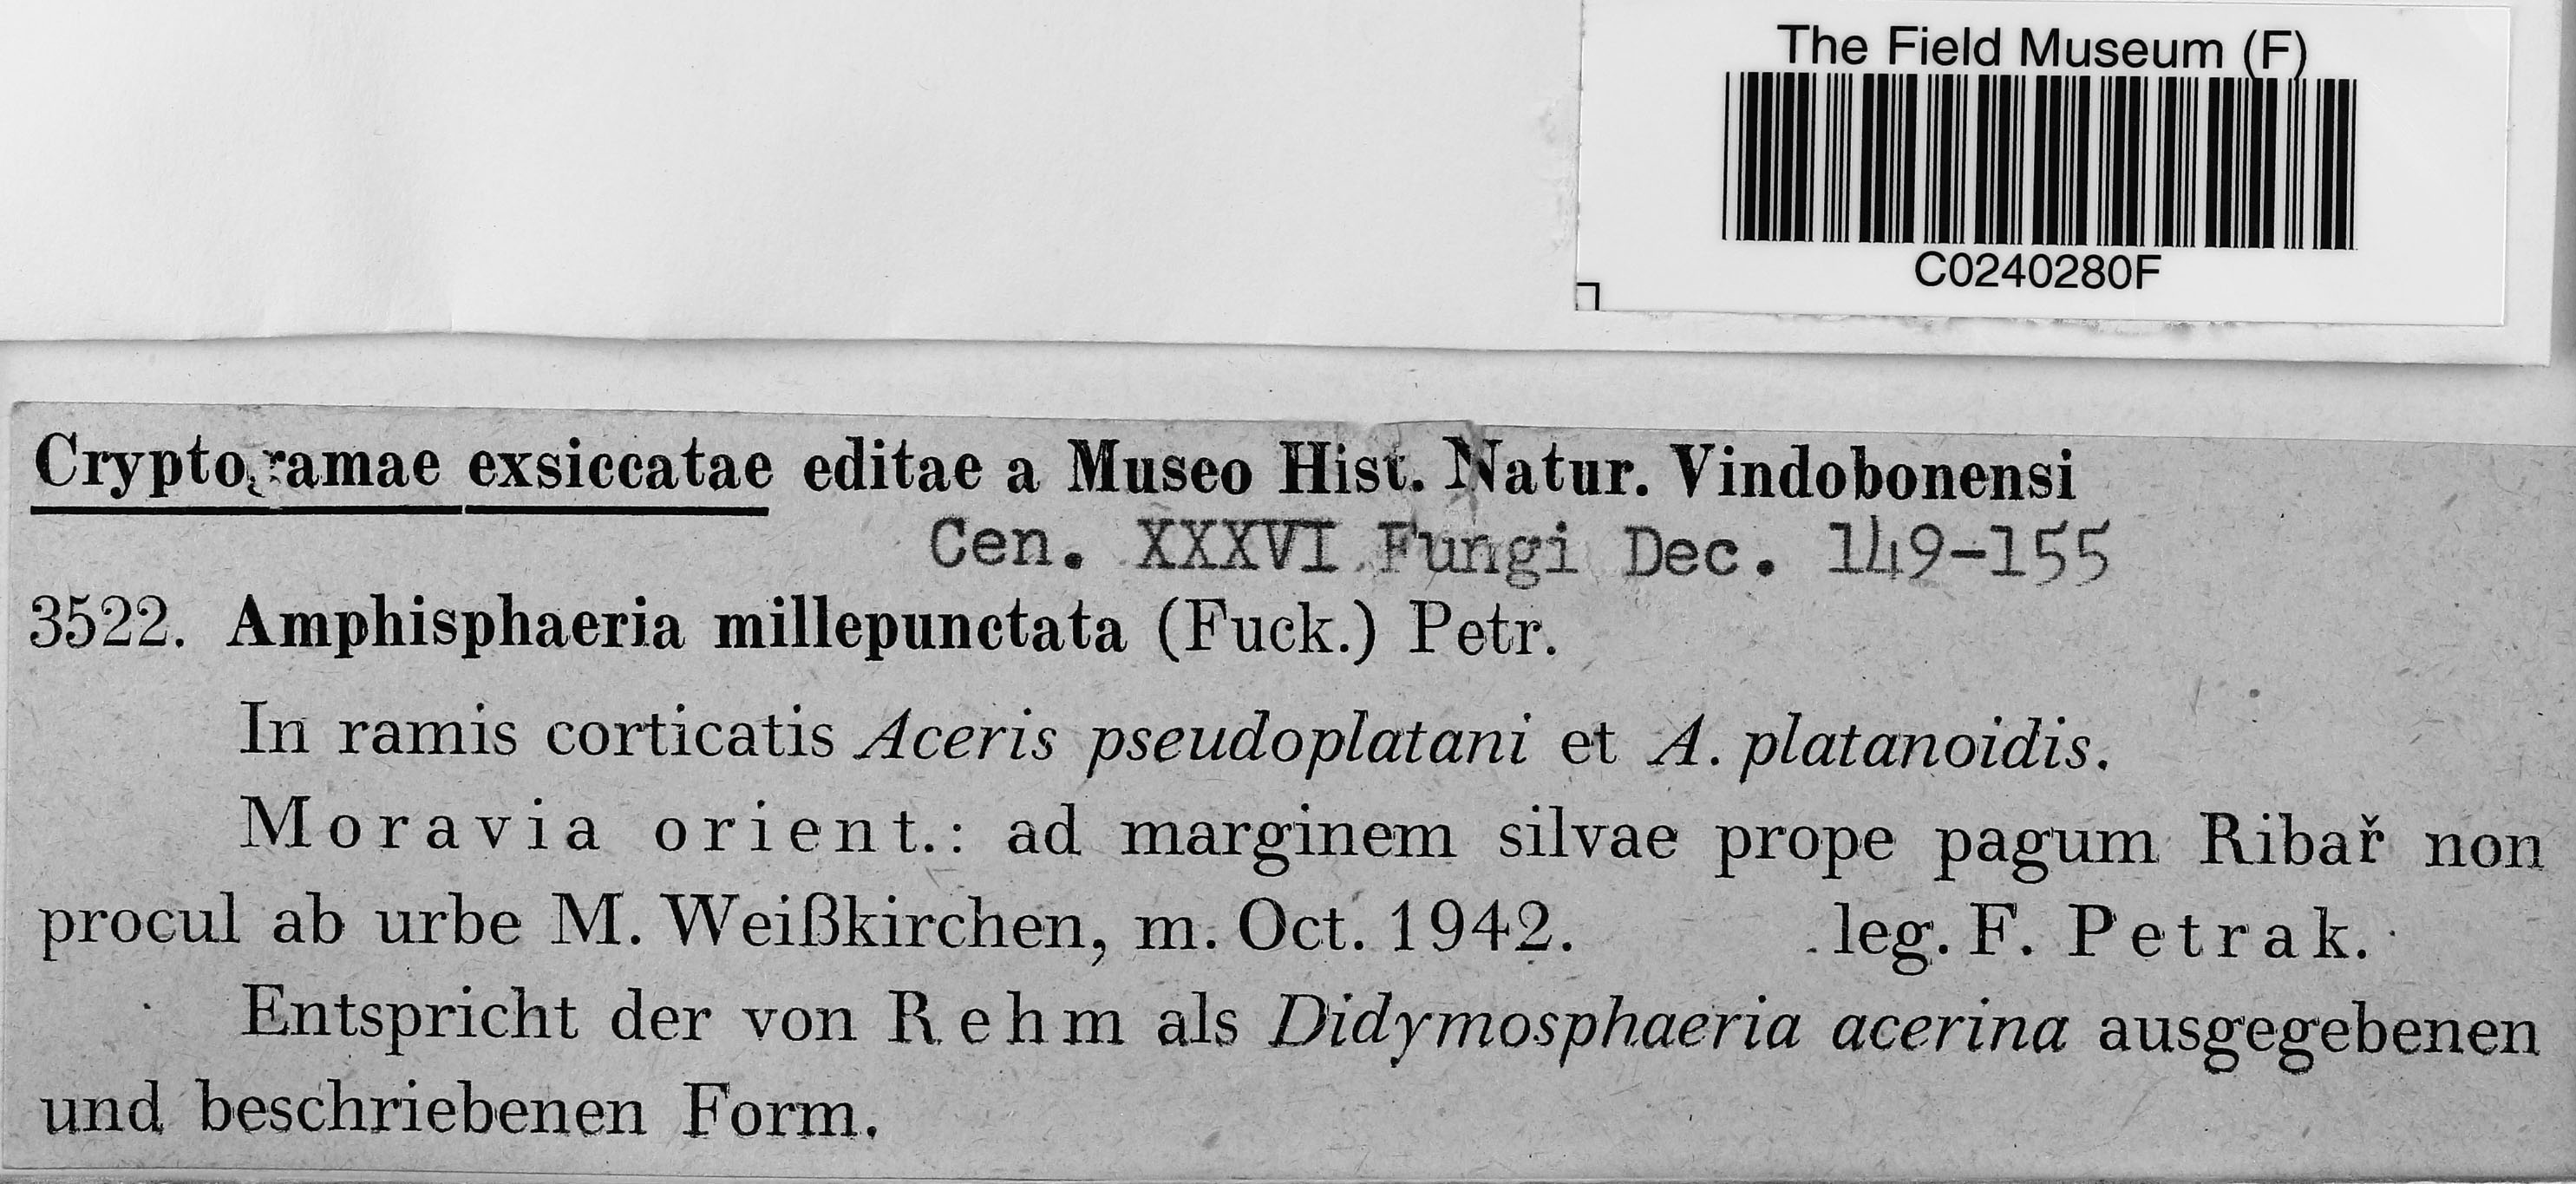 The Field Museum (F)
C0240280F
Cryptogamae exsiccatae editae a Museo Hist. Natur. Vindobonensi
Cen. XXXVI Fungi Dec. 149-155
3522. Amphisphaeria millepunctata (Fuck.) Petr.
In ramis corticatis Aceris pseudoplatani et A. platanoidis.
Moravia orient.: ad marginem silvae prope pagum Ribař non
procul ab urbe M. Weißkirchen, m. Oct. 1942. leg. F. Petrak.
Entspricht der von Rehm als Didymosphaeria acerina ausgegebenen
und beschriebenen Form.